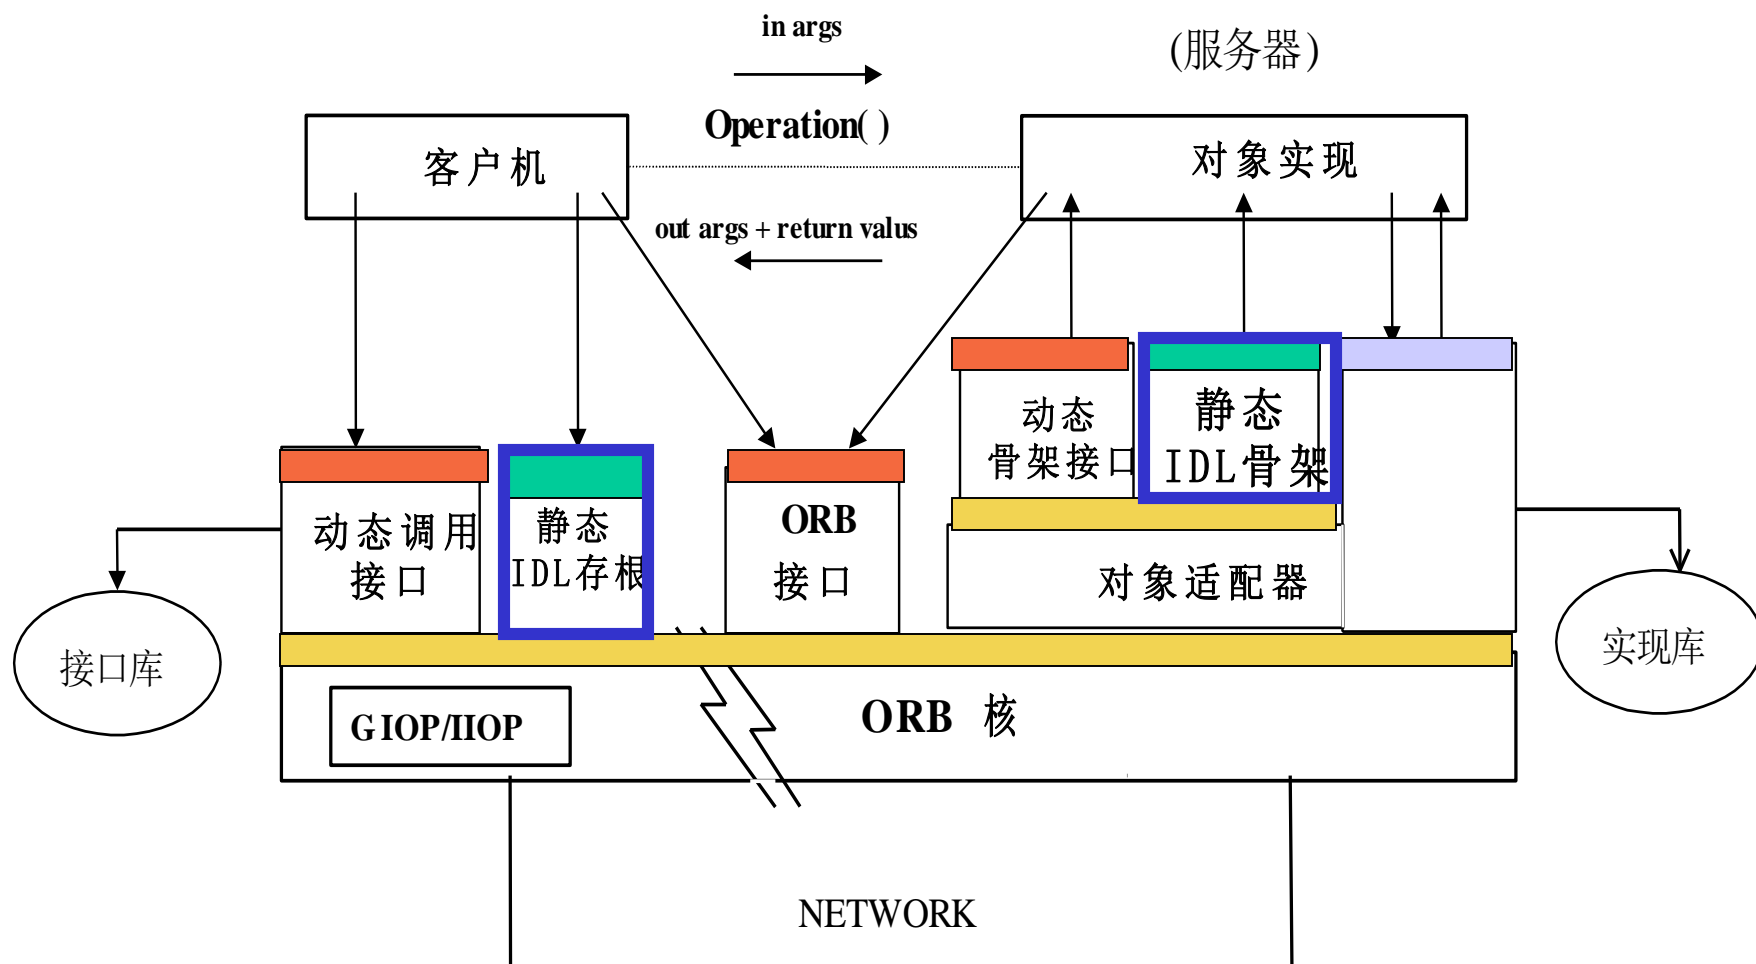 in args
(服务器)
Operation( )
客户机
对象实现
out args + return valus
动态
骨架接口
静态
IDL骨架
动态调用
接口
静态
IDL存根
ORB
接口
对象适配器
接口库
实现库
GIOP/IIOP
ORB 核
NETWORK